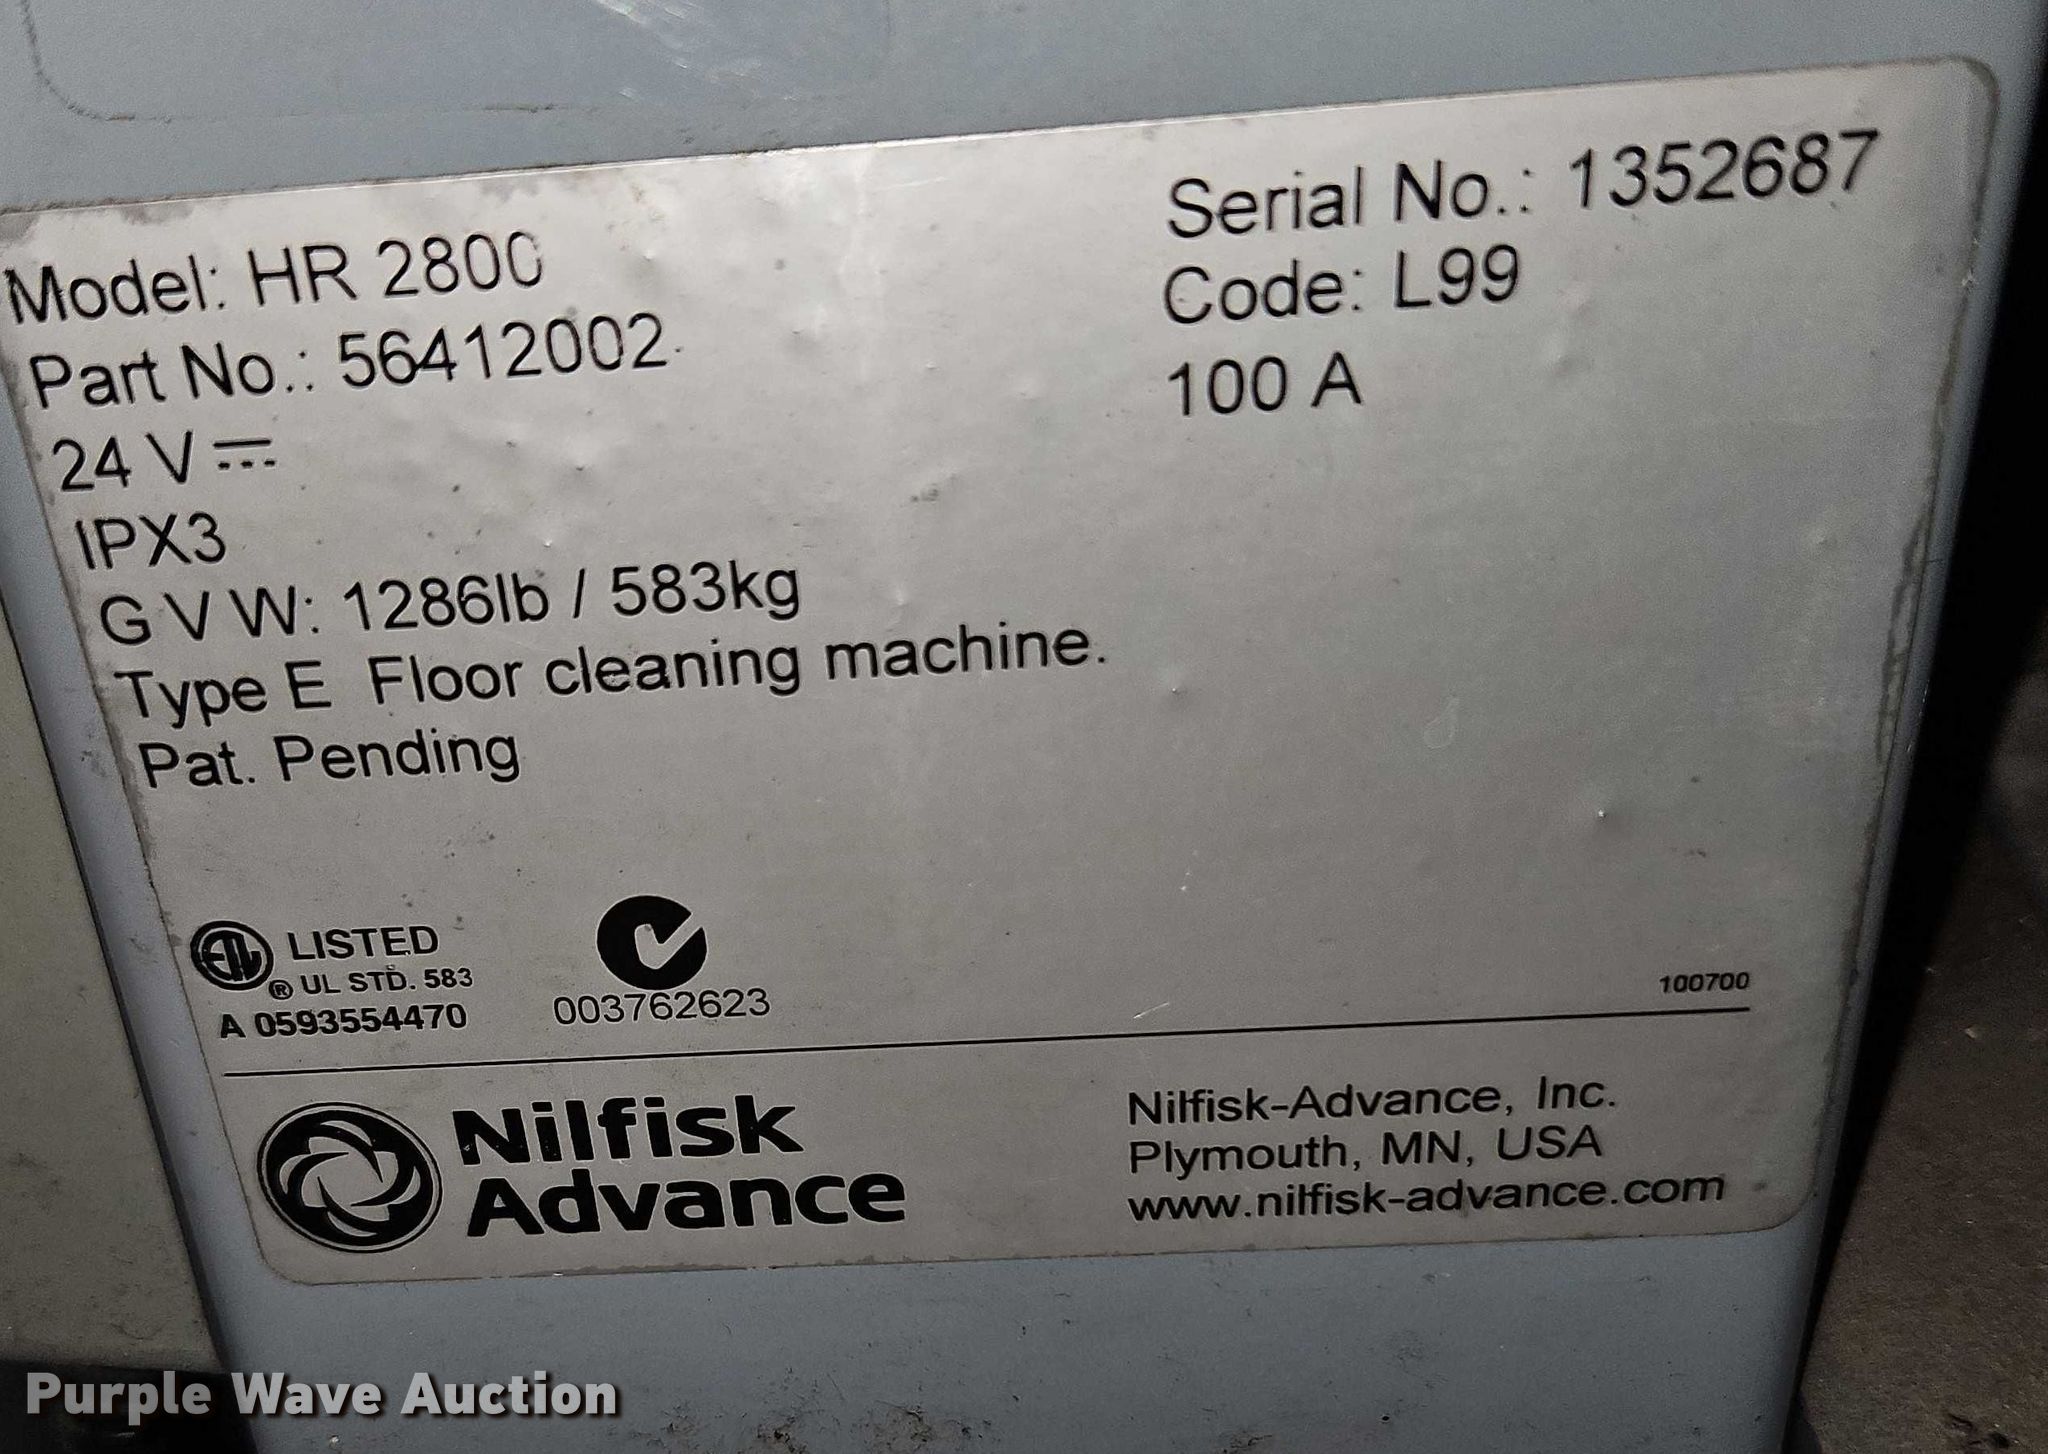 Model: HR 2800
Part No.: 56412002
24 V
IPX3
G V W: 1286lb / 583kg
Type E Floor cleaning machine.
Pat. Pending
Serial No.: 1352687
Code: L99
100 A
ETL LISTED
® UL STD. 583
A 0593554470
003762623
100700
Nilfisk
Advance
Nilfisk-Advance, Inc.
Plymouth, MN, USA
www.nilfisk-advance.com
Purple Wave Auction